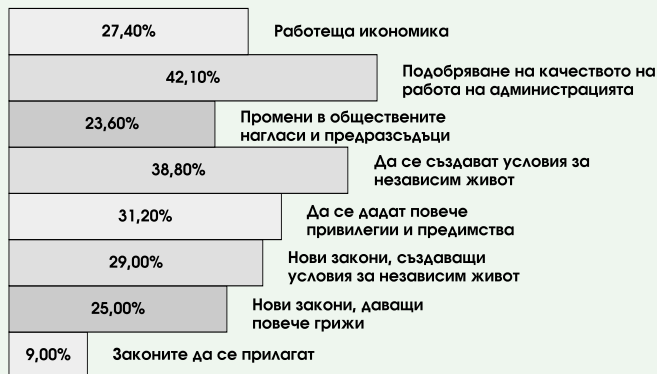 27,40% Работеща икономика
42,10% Подобряване на качеството на
работа на администрацията
23,60% Промени в обществените
нагласи и предразсъдъци
38,80% Да се създават условия за
независим живот
31,20% Да се дадат повече
привилегии и предимства
29,00% Нови закони, създаващи
условия за независим живот
25,00% Нови закони, даващи
повече грижи
9,00% Законите да се прилагат